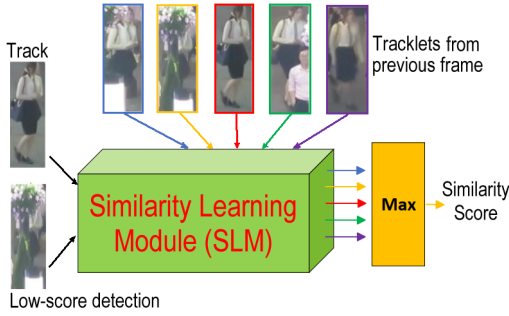 Track
Tracklets from
previous frame
Similarity Learning
Module (SLM)
Max
Similarity
Score
Low-score detection